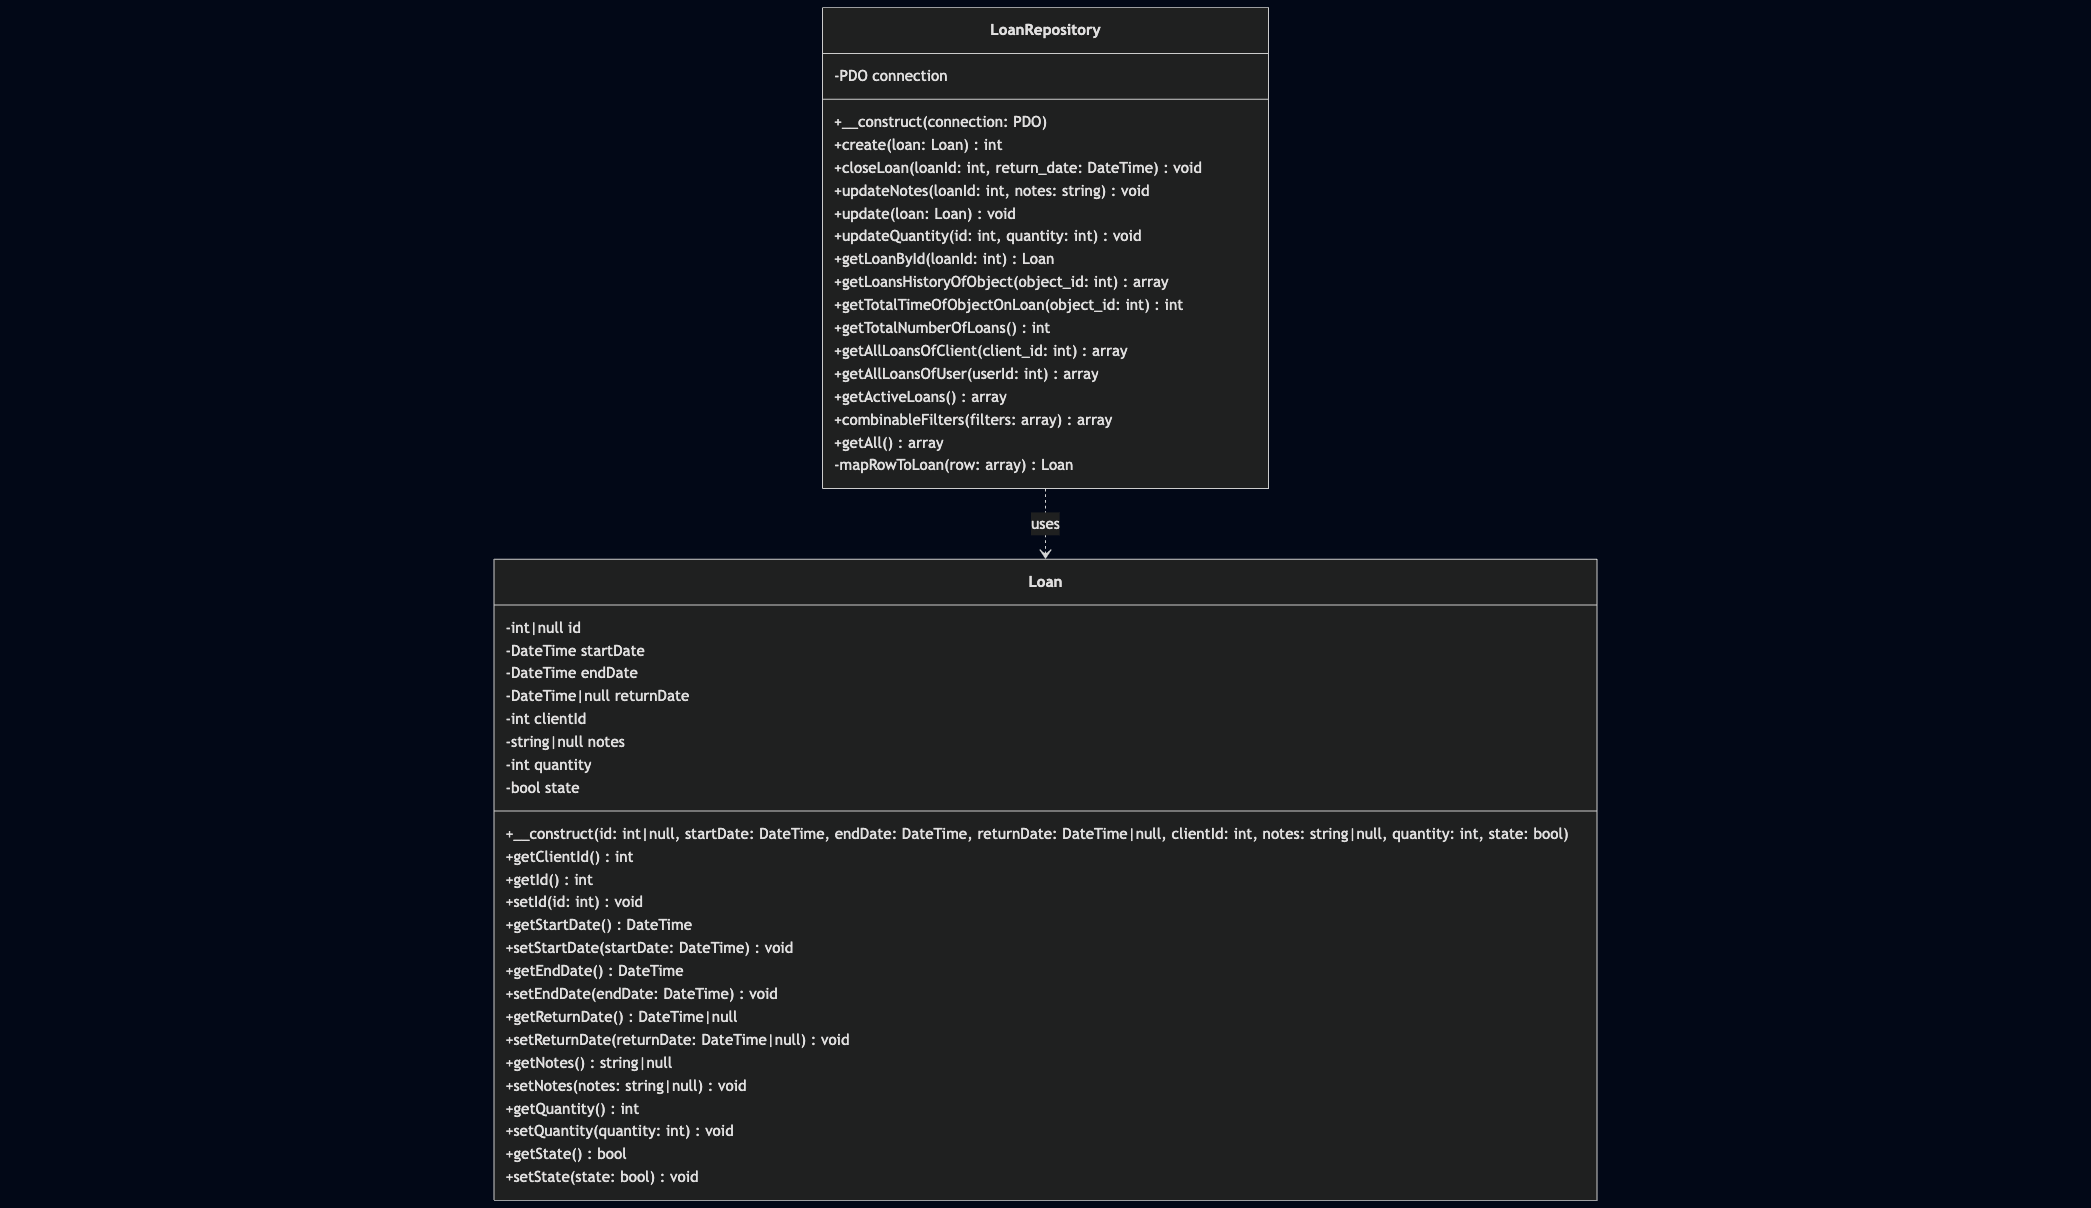 LoanRepository
-PDO connection
+__construct(connection: PDO)
+create(loan: Loan) : int
+closeLoan(loanId: int, return_date: DateTime) : void
+updateNotes(loanId: int, notes: string) : void
+update(loan: Loan) : void
+updateQuantity(id: int, quantity: int) : void
+getLoanById(loanId: int) : Loan
+getLoansHistoryOfObject(object_id: int) : array
+getTotalTimeOfObjectOnLoan(object_id: int) : int
+getTotalNumberOfLoans() : int
+getAllLoansOfClient(client_id: int) : array
+getAllLoansOfUser(userId: int) : array
+getActiveLoans() : array
+combinableFilters(filters: array) : array
+getAll() : array
-mapRowToLoan(row: array) : Loan
uses
Loan
-int|null id
-DateTime startDate
-DateTime endDate
-DateTime|null returnDate
-int clientId
-string|null notes
-int quantity
-bool state
+__construct(id: int|null, startDate: DateTime, endDate: DateTime, returnDate: DateTime|null, clientId: int, notes: string|null, quantity: int, state: bool)
+getClientId() : int
+getId() : int
+setId(id: int) : void
+getStartDate() : DateTime
+setStartDate(startDate: DateTime) : void
+getEndDate() : DateTime
+setEndDate(endDate: DateTime) : void
+getReturnDate() : DateTime|null
+setReturnDate(returnDate: DateTime|null) : void
+getNotes() : string|null
+setNotes(notes: string|null) : void
+getQuantity() : int
+setQuantity(quantity: int) : void
+getState() : bool
+setState(state: bool) : void